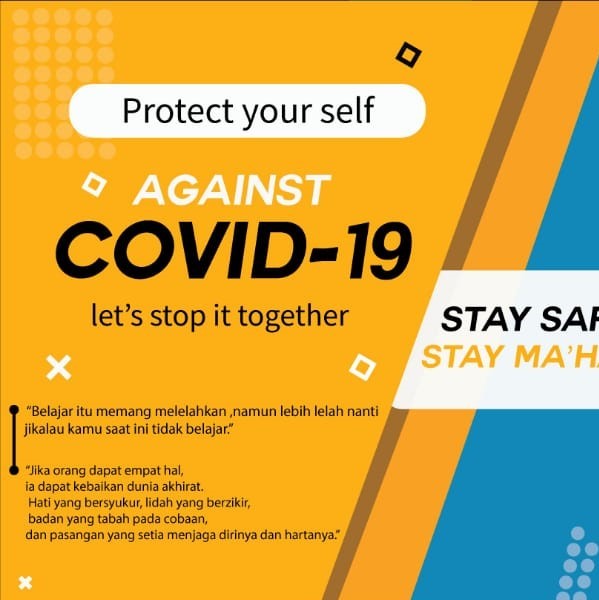 Protect your self
AGAINST
COVID-19
let's stop it together
STAY
STAY
"Belajar itu memang melelahkan ,namun lebih lelah nanti
jikalau kamu saat ini tidak belajar."
"Jika orang dapat empat hal,
ia dapat kebaikan dunia akhirat.
Hati yang bersyukur, lidah yang berzikir,
badan yang tabah pada cobaan,
dan pasangan yang setia menjaga dirinya dan hartanya."